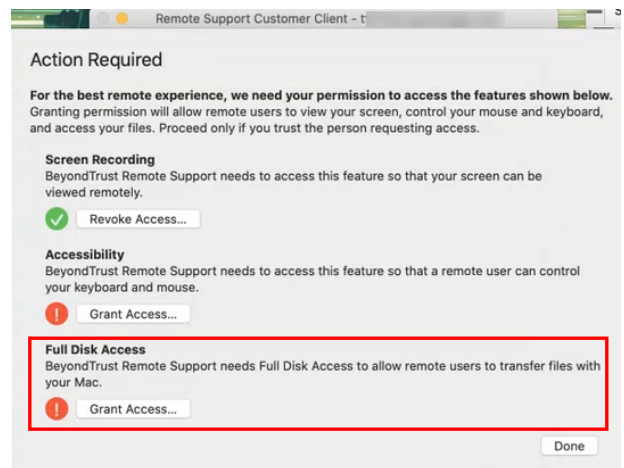 Remote Support Customer Client -
Action Required
For the best remote experience, we need your permission to access the features shown below.
Granting permission will allow remote users to view your screen, control your mouse and keyboard,
and access your files. Proceed only if you trust the person requesting access.
Screen Recording
BeyondTrust Remote Support needs to access this feature so that your screen can be
viewed remotely.
Revoke Access...
Accessibility
BeyondTrust Remote Support needs to access this feature so that a remote user can control
your keyboard and mouse.
! Grant Access...
Full Disk Access
BeyondTrust Remote Support needs Full Disk Access to allow remote users to transfer files with
your Mac.
! Grant Access...
Done